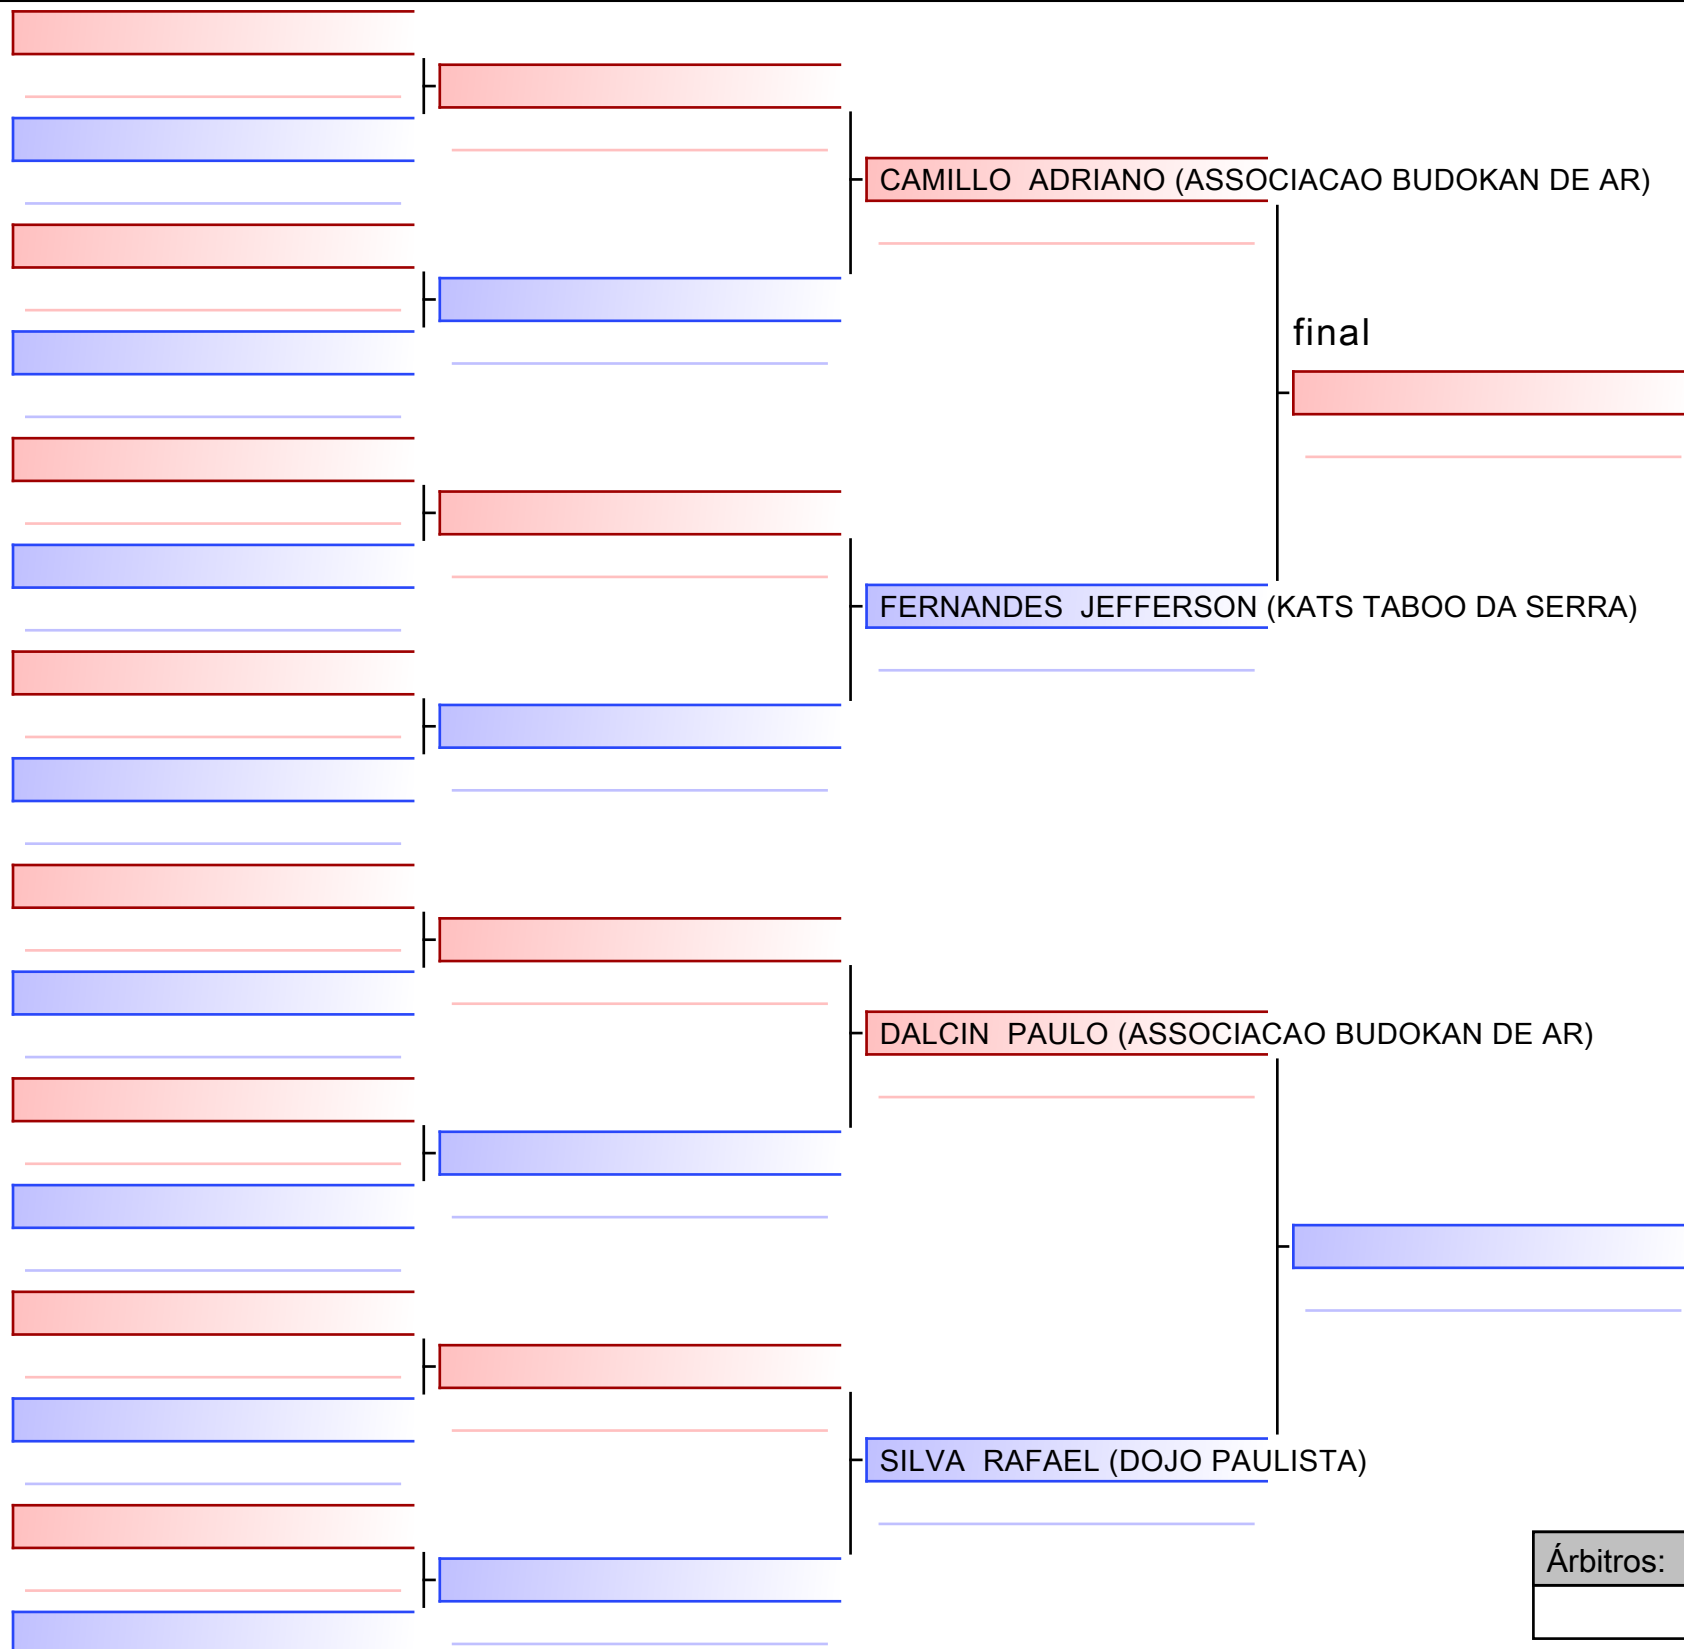 CAMILLO  ADRIANO (ASSOCIACAO BUDOKAN DE AR)
final
FERNANDES  JEFFERSON (KATS TABOO DA SERRA)
DALCIN  PAULO (ASSOCIACAO BUDOKAN DE AR)
SILVA  RAFAEL (DOJO PAULISTA)
Árbitros: